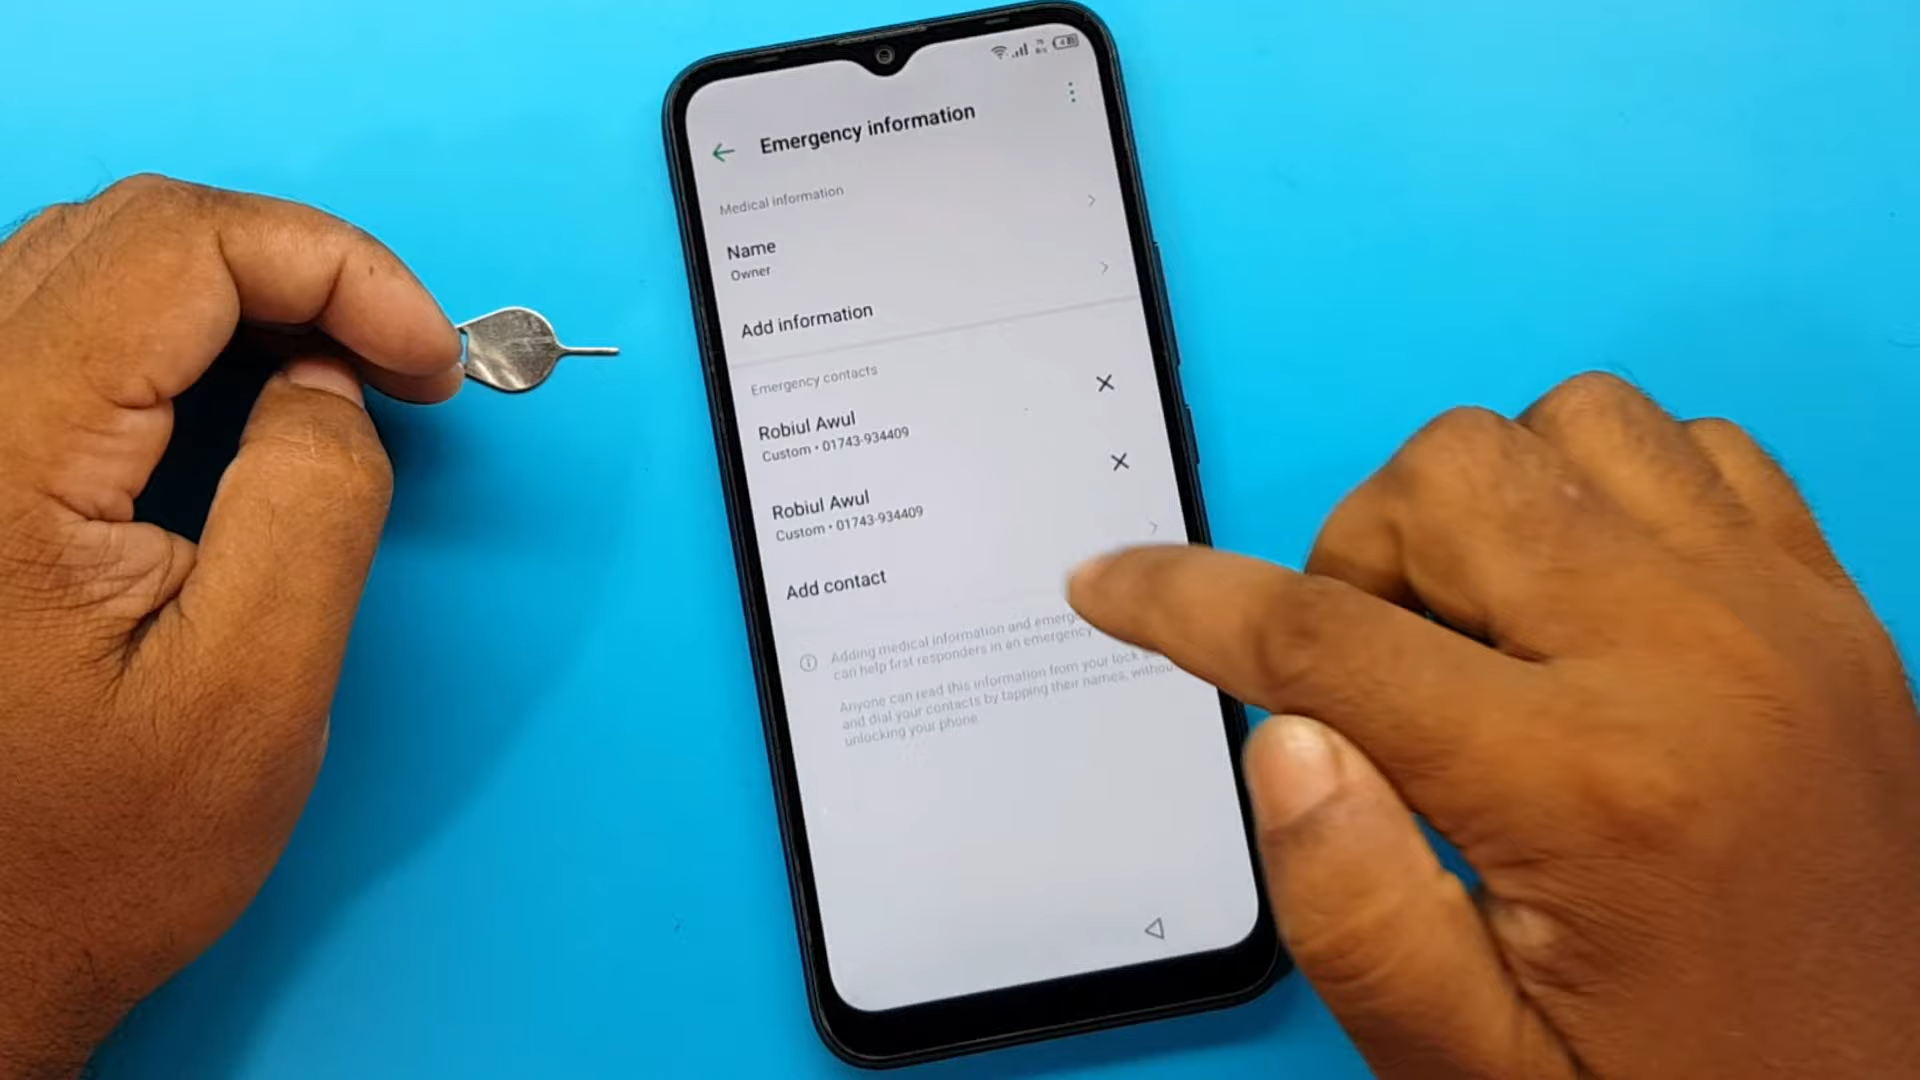 Emergency information
Medical information
Name
Owner
Add information
Emergency contacts
Robiul Awul
Custom • 01743-934409
Robiul Awul
Custom • 01743-934409
Add contact
Adding medical information and emerg
can help first responders in an emergency
Anyone can read this information from your lock
and dial your contacts by tapping their names, withou
unlocking your phone.